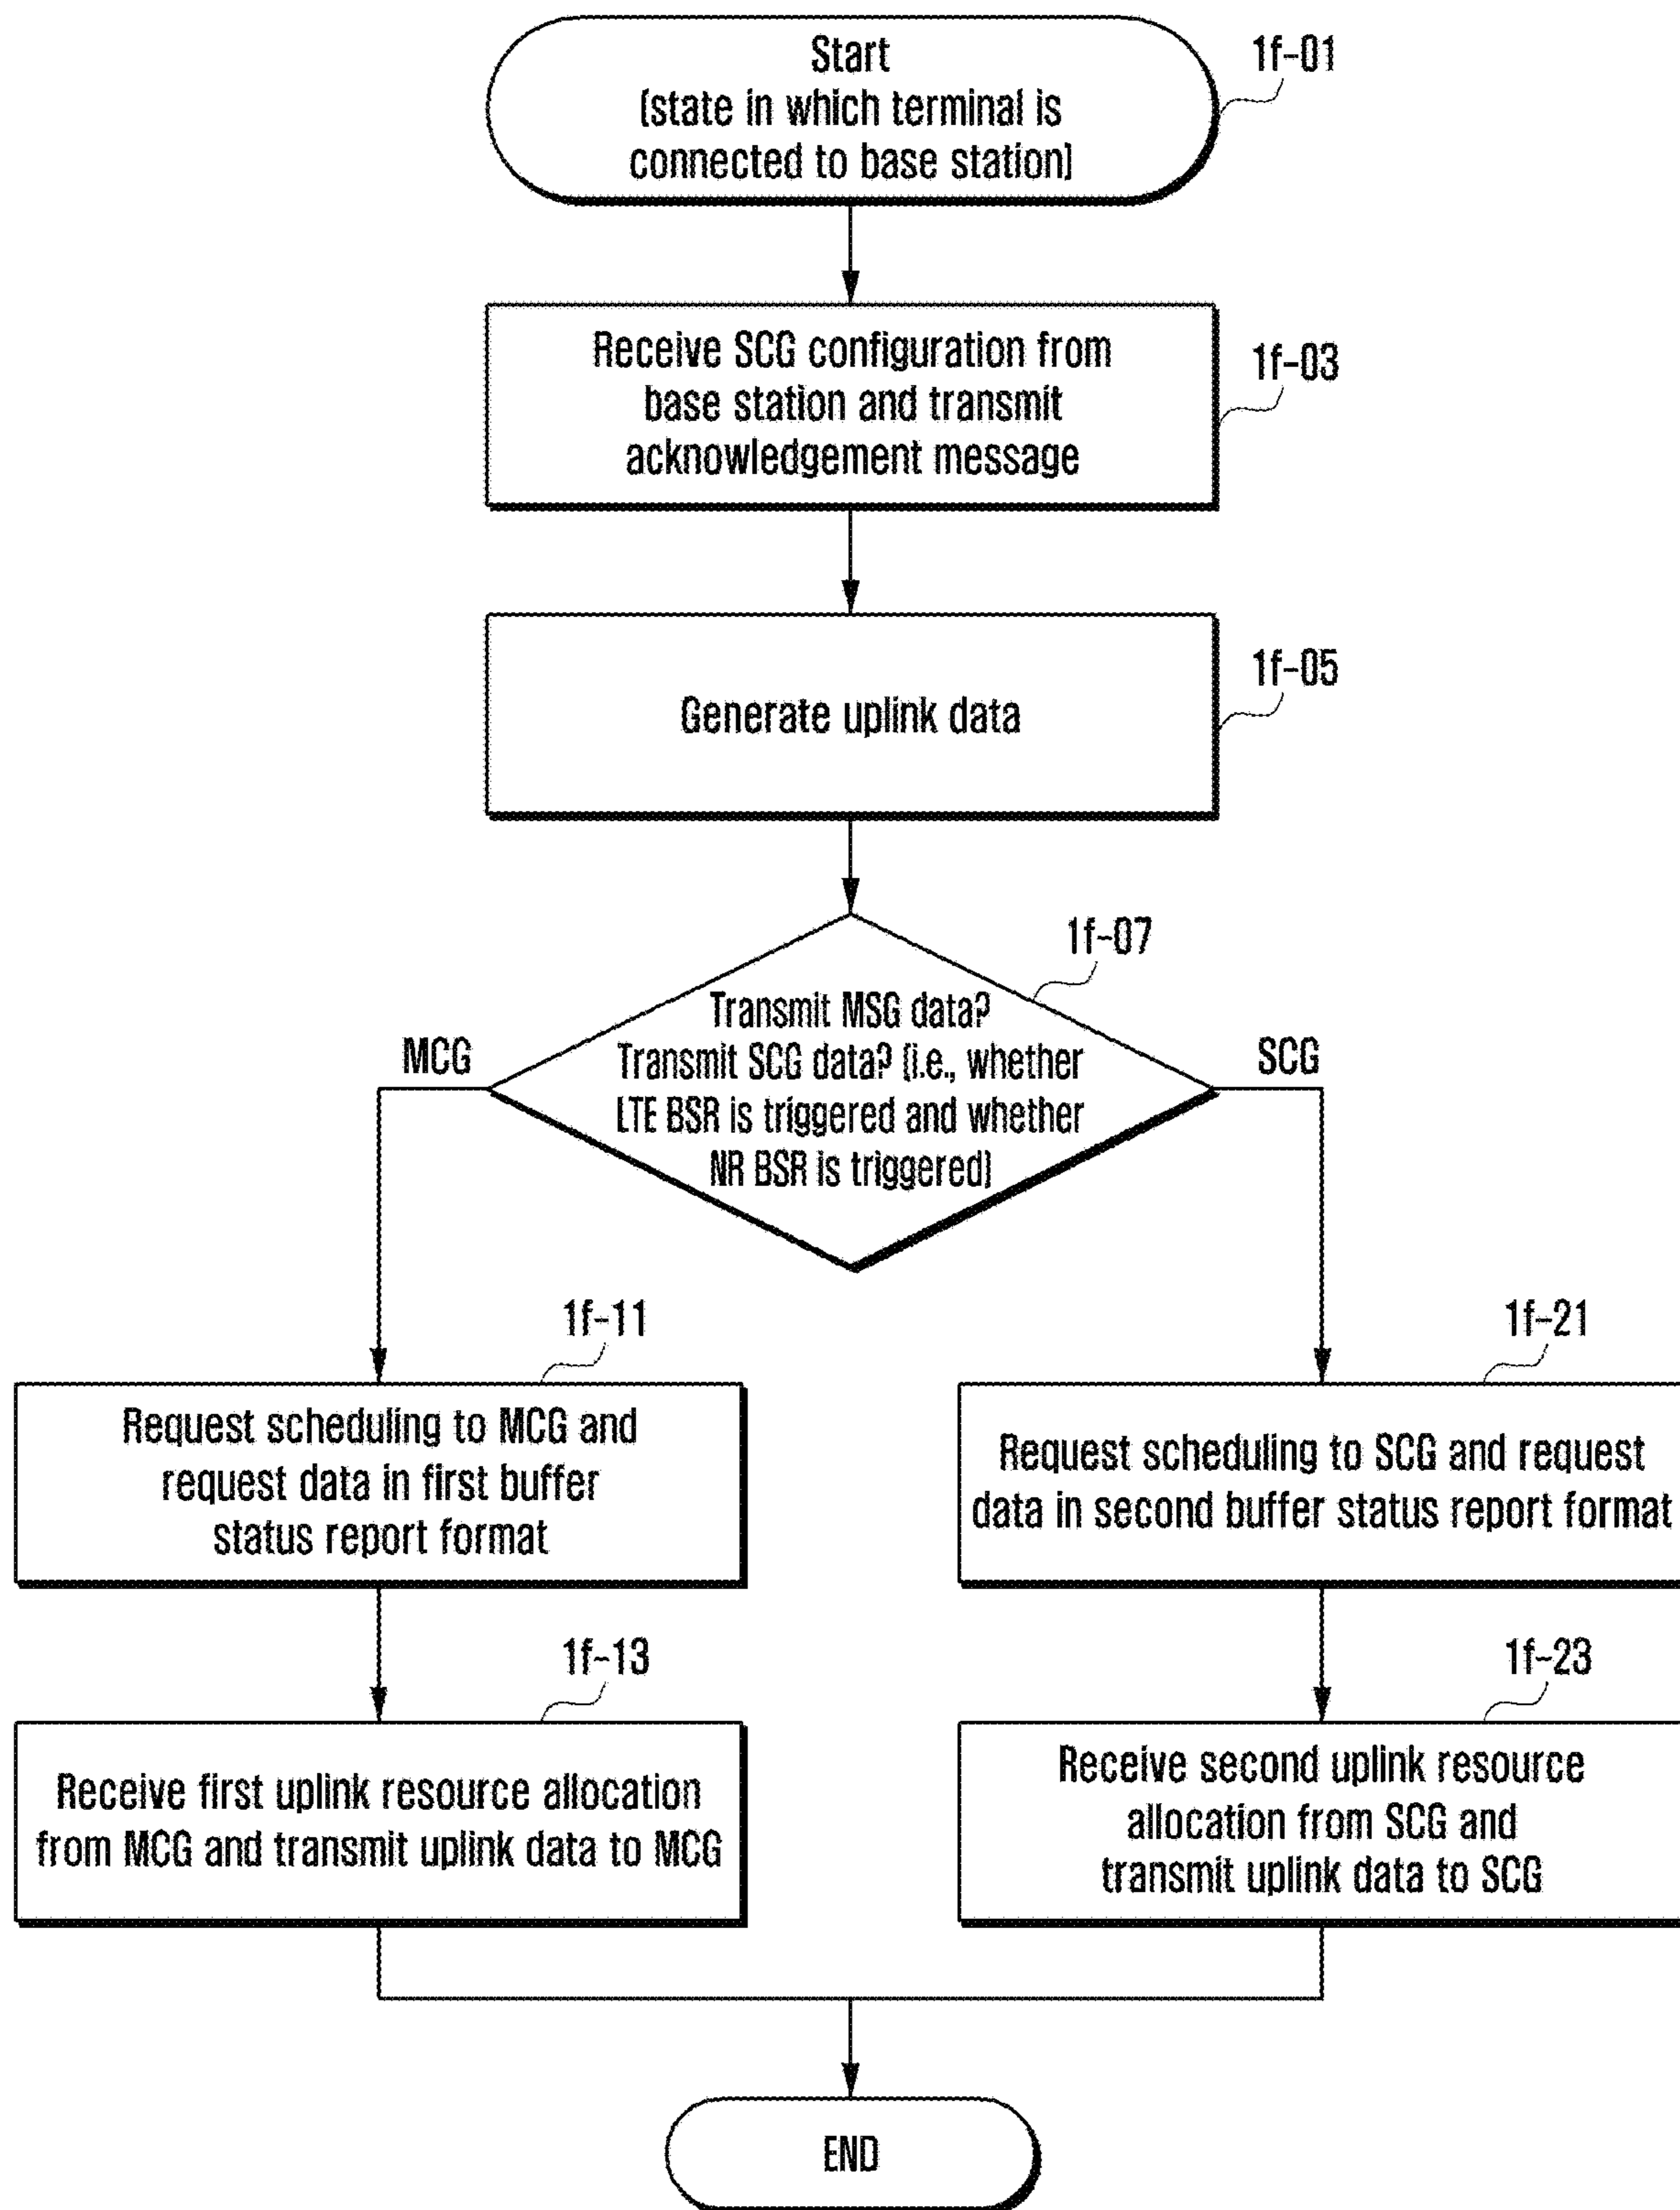 Start
(state in which terminal is
connected to base station)
1f-01
Receive SCG configuration from
base station and transmit
acknowledgement message
1f-03
Generate uplink data
1f-05
1f-07
Transmit MSG data?
Transmit SCG data? (i.e., whether
LTE BSR is triggered and whether
NR BSR is triggered)
MCG
SCG
1f-11
Request scheduling to MCG and
request data in first buffer
status report format
1f-21
Request scheduling to SCG and request
data in second buffer status report format
1f-13
Receive first uplink resource allocation
from MCG and transmit uplink data to MCG
1f-23
Receive second uplink resource
allocation from SCG and
transmit uplink data to SCG
END